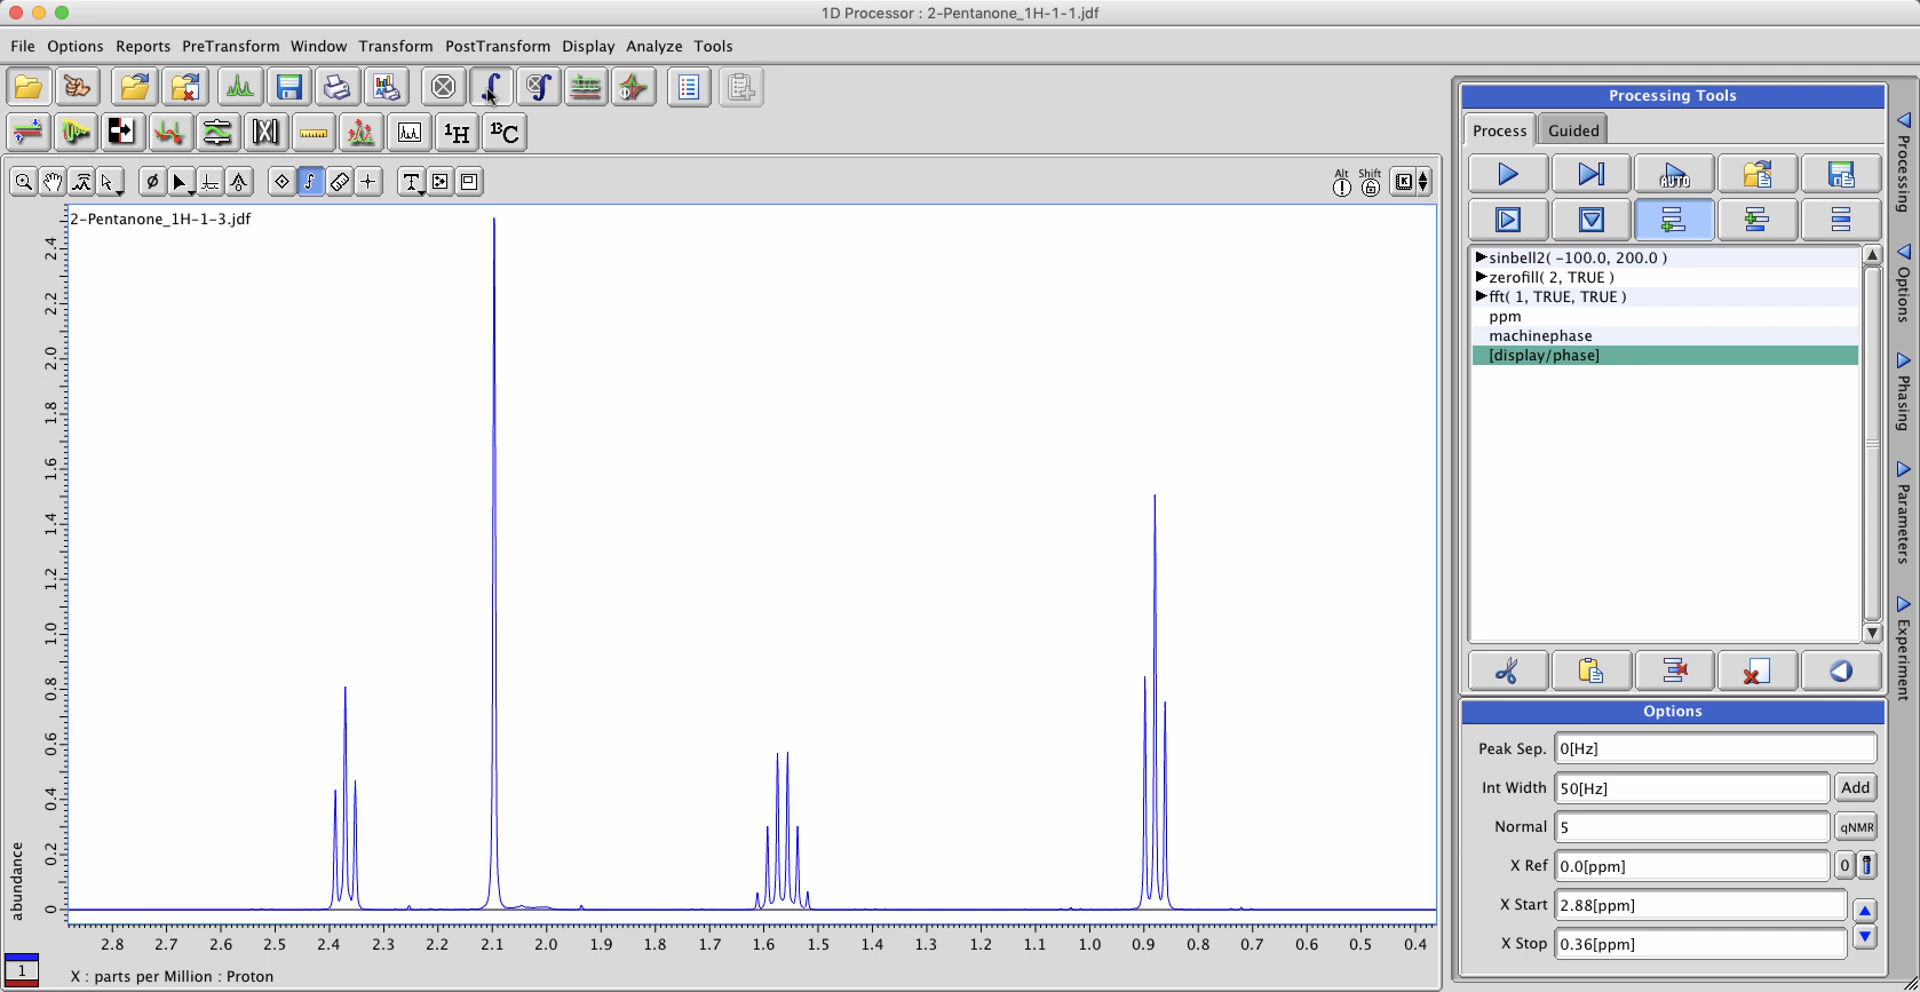 1D Processor : 2-Pentanone_1H-1-1.jdf
File Options Reports PreTransform Window Transform PostTransform Display Analyze Tools
1H 13C
Alt Shift
K
2-Pentanone_1H-1-3.jdf
2.4
2.2
2.0
1.8
1.6
1.4
1.2
1.0
0.8
0.6
0.4
0.2
0
abundance
2.8 2.7 2.6 2.5 2.4 2.3 2.2 2.1 2.0 1.9 1.8 1.7 1.6 1.5 1.4 1.3 1.2 1.1 1.0 0.9 0.8 0.7 0.6 0.5 0.4
1
X : parts per Million : Proton
Processing Tools
Process Guided
AUTO
sinbell2( -100.0, 200.0 )
zerofill( 2, TRUE )
fft( 1, TRUE, TRUE )
ppm
machinephase
[display/phase]
Options
Peak Sep. 0[Hz]
Int Width 50[Hz] Add
Normal 5 qNMR
X Ref 0.0[ppm] 0
X Start 2.88[ppm]
X Stop 0.36[ppm]
Processing
Options
Phasing
Parameters
Experiment